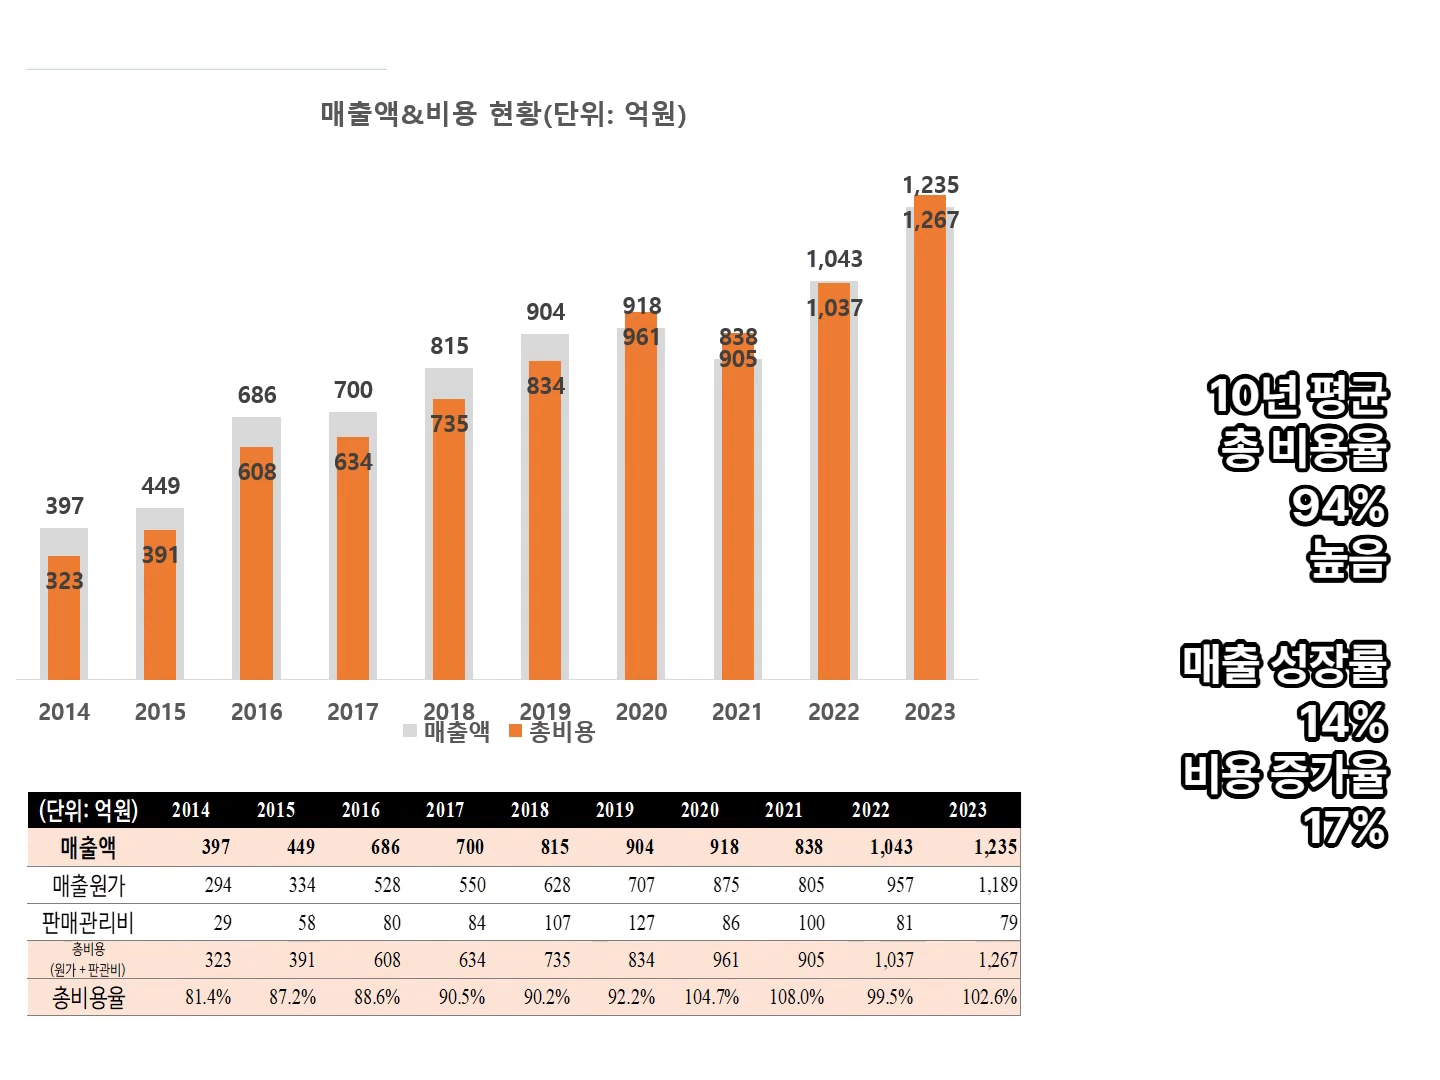 매출액&비용 현황(단위: 억원)
1,235
1,267
1,043
1,037
918
961
838
905
904
834
815
735
700
634
686
608
449
391
397
323
2014 2015 2016 2017 2018 2019 2020 2021 2022 2023
매출액 총비용
10년 평균
총 비용율
94%
높음
매출 성장률
14%
비용 증가율
17%
(단위: 억원) 2014 2015 2016 2017 2018 2019 2020 2021 2022 2023
매출액 397 449 686 700 815 904 918 838 1,043 1,235
매출원가 294 334 528 550 628 707 875 805 957 1,189
판매관리비 29 58 80 84 107 127 86 100 81 79
총비용
(원가 + 판관비) 323 391 608 634 735 834 961 905 1,037 1,267
총비용율 81.4% 87.2% 88.6% 90.5% 90.2% 92.2% 104.7% 108.0% 99.5% 102.6%